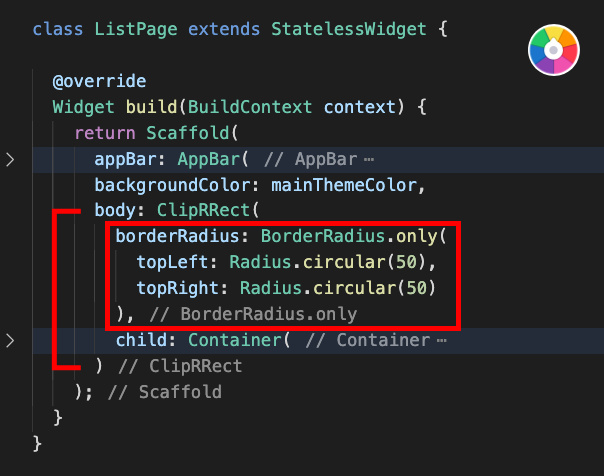 class ListPage extends StatelessWidget {
@override
Widget build(BuildContext context) {
return Scaffold(
appBar: AppBar( // AppBar ⋯
backgroundColor: mainThemeColor,
body: ClipRRect(
borderRadius: BorderRadius.only(
topLeft: Radius.circular(50),
topRight: Radius.circular(50)
), // BorderRadius.only
child: Container( // Container ⋯
) // ClipRRect
); // Scaffold
}
}